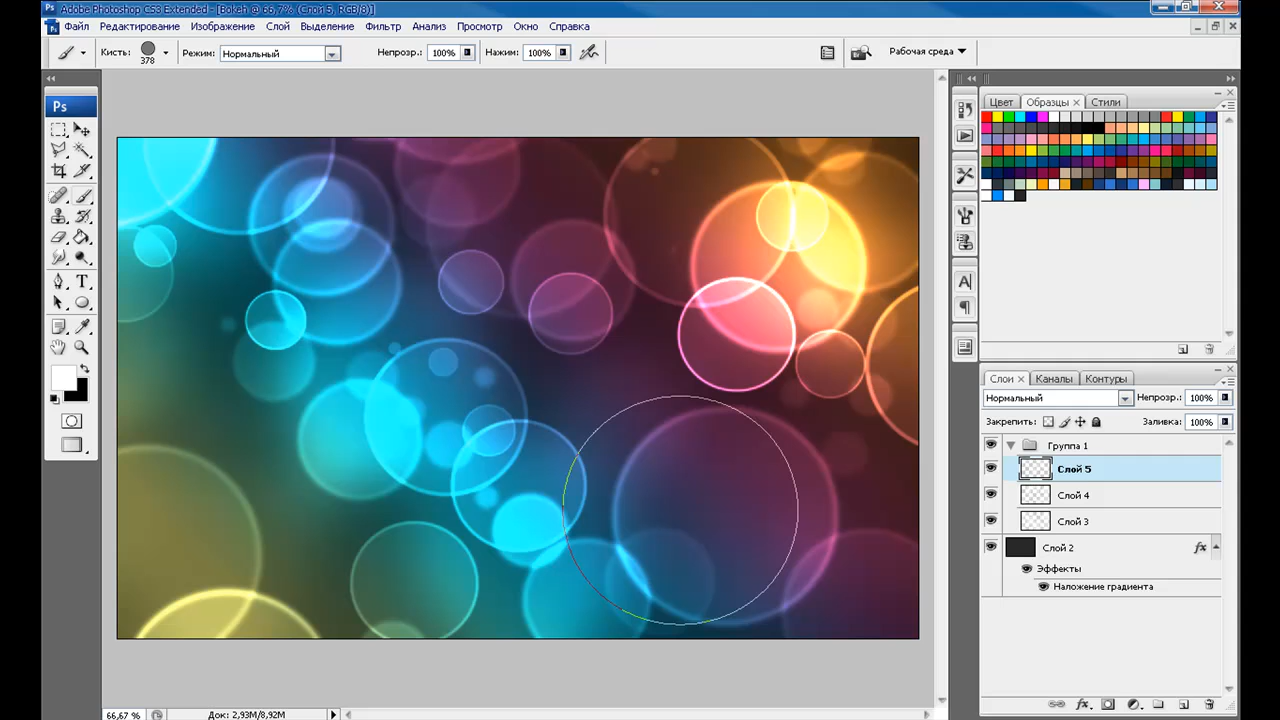 Adobe Photoshop CS3 Extended - [Bokeh @ 66,7% (Слой 5, RGB/8)]
Файл Редактирование Изображение Слой Выделение Фильтр Анализ Просмотр Окно Справка
Кисть: 378 Режим: Нормальный Непрозр.: 100% Нажим: 100% Рабочая среда
Ps
Цвет Образцы × Стили
Слои × Каналы Контуры
Нормальный Непрозр.: 100%
Закрепить: Заливка: 100%
Группа 1
Слой 5
Слой 4
Слой 3
Слой 2 fx
Эффекты
Наложение градиента
66,67 % Док: 2,93M/8,92M